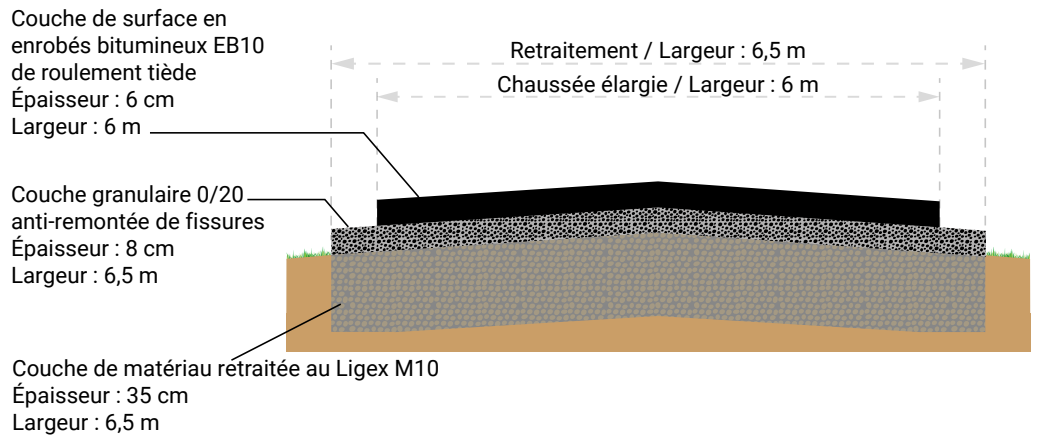 Couche de surface en
enrobés bitumineux EB10
de roulement tiède
Épaisseur : 6 cm
Largeur : 6 m
Retraitement / Largeur : 6,5 m
Chaussée élargie / Largeur : 6 m
Couche granulaire 0/20
anti-remontée de fissures
Épaisseur : 8 cm
Largeur : 6,5 m
Couche de matériau retraitée au Ligex M10
Épaisseur : 35 cm
Largeur : 6,5 m